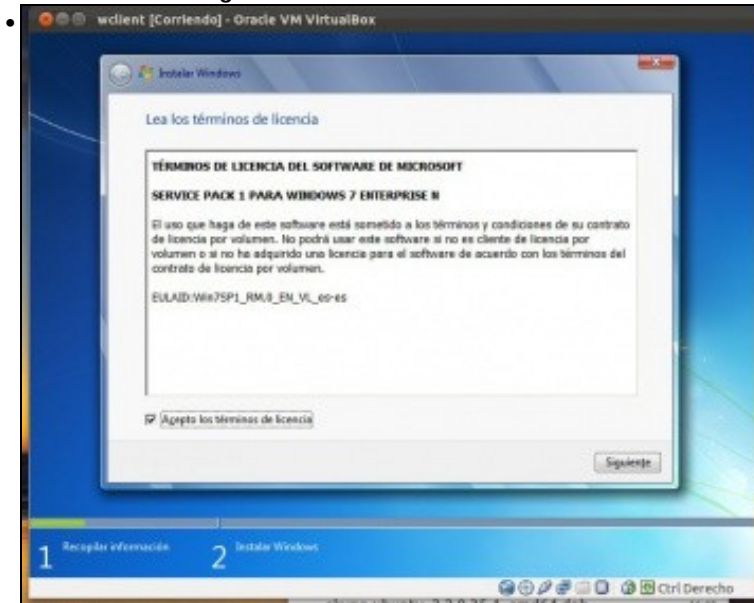 wclient [Corriendo] - Oracle VM VirtualBox
Instalar Windows
Lea los términos de licencia
TÉRMINOS DE LICENCIA DEL SOFTWARE DE MICROSOFT
SERVICE PACK 1 PARA WINDOWS 7 ENTERPRISE N
El uso que haga de este software está sometido a los términos y condiciones de su contrato
de licencia por volumen. No podrá usar este software si no es cliente de licencia por
volumen o si no ha adquirido una licencia para el software de acuerdo con los términos del
contrato de licencia por volumen.
EULAID:Win7SP1_RM.0_EN_VL_es-es
Acepto los términos de licencia
Siguiente
1 Recopilar información 2 Instalar Windows
Ctrl Derecho